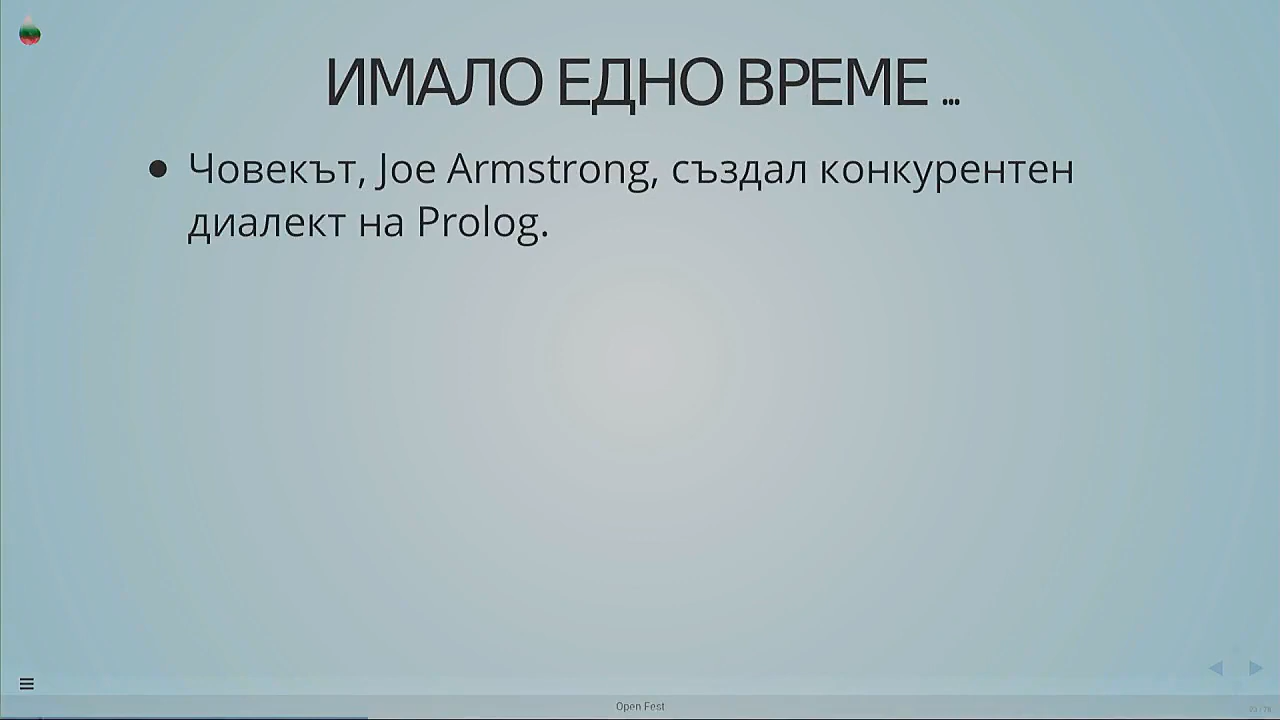 ИМАЛО ЕДНО ВРЕМЕ ...
Човекът, Joe Armstrong, създал конкурентен
диалект на Prolog.
Open Fest